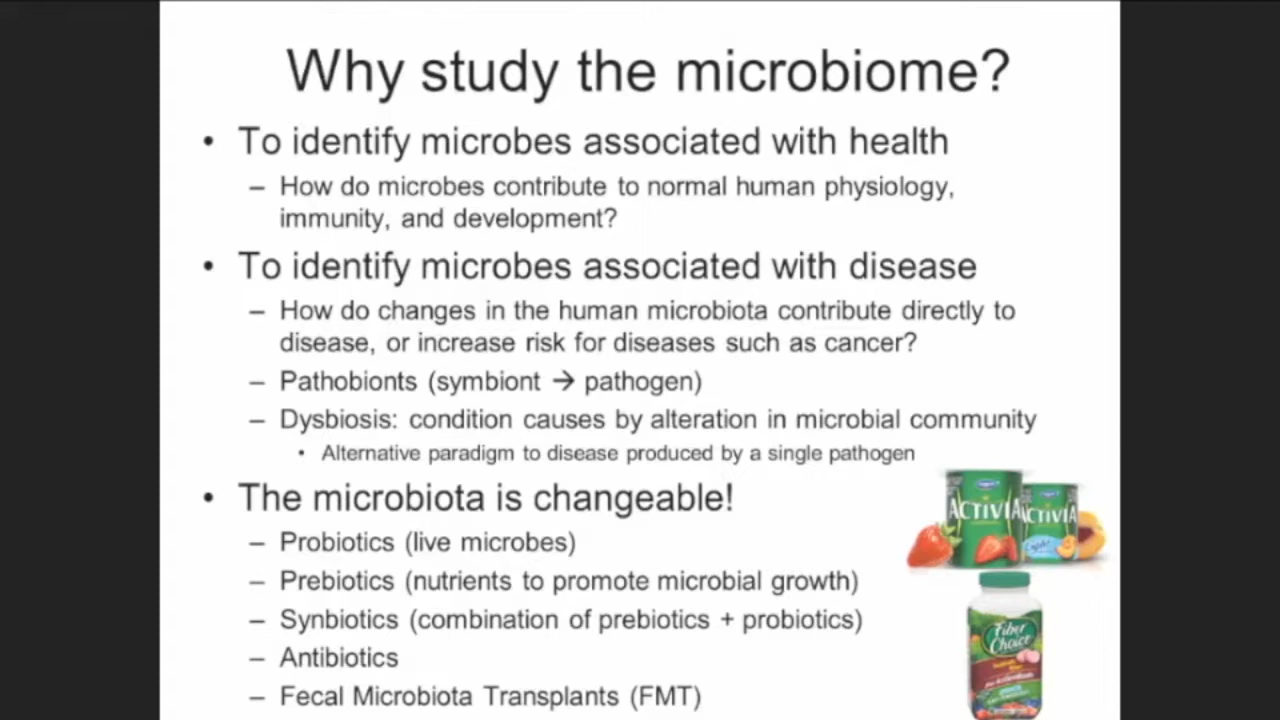 Why study the microbiome?
• To identify microbes associated with health
– How do microbes contribute to normal human physiology,
immunity, and development?
• To identify microbes associated with disease
– How do changes in the human microbiota contribute directly to
disease, or increase risk for diseases such as cancer?
– Pathobionts (symbiont → pathogen)
– Dysbiosis: condition causes by alteration in microbial community
• Alternative paradigm to disease produced by a single pathogen
• The microbiota is changeable!
– Probiotics (live microbes)
– Prebiotics (nutrients to promote microbial growth)
– Synbiotics (combination of prebiotics + probiotics)
– Antibiotics
– Fecal Microbiota Transplants (FMT)
ACTIVIA
ACTIVIA
Light
Fiber
Choice